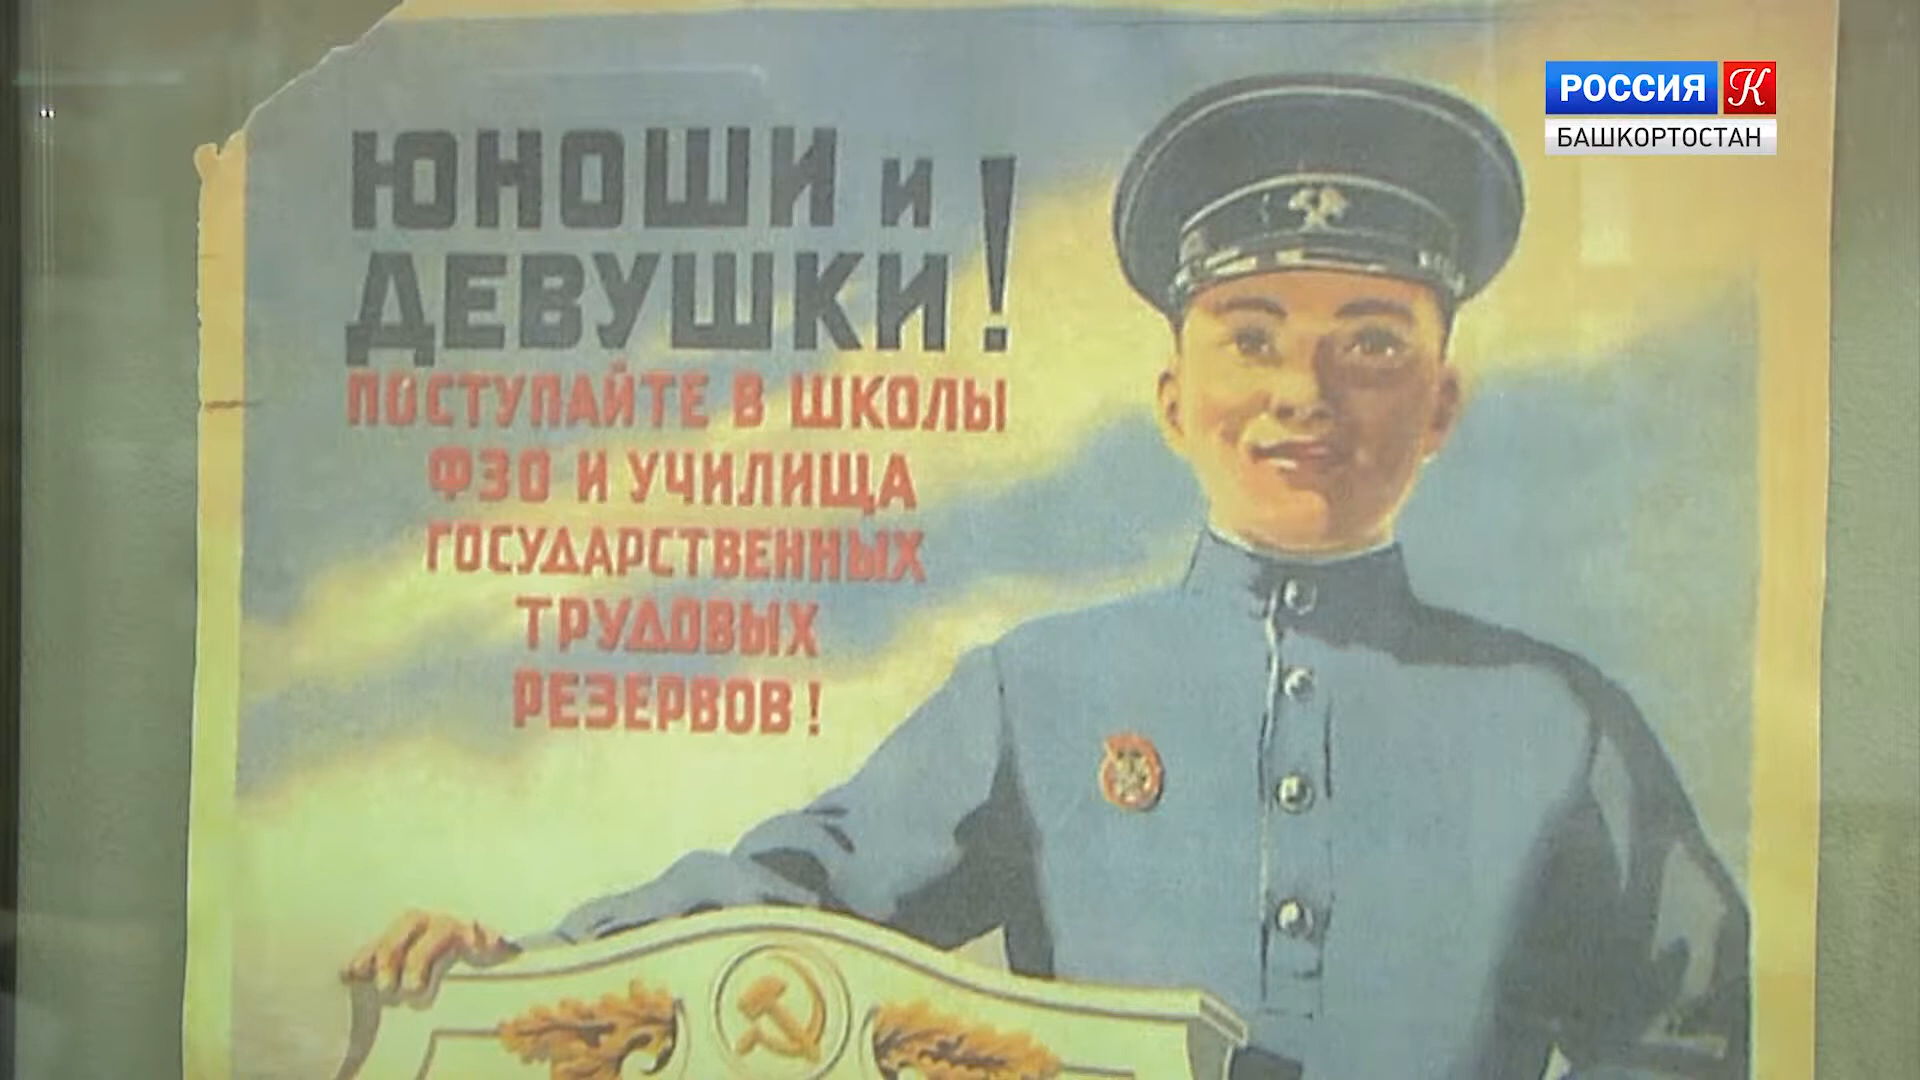 РОССИЯ К
БАШКОРТОСТАН
ЮНОШИ И
ДЕВУШКИ!
ПОСТУПАЙТЕ В ШКОЛЫ
ФЗО И УЧИЛИЩА
ГОСУДАРСТВЕННЫХ
ТРУДОВЫХ
РЕЗЕРВОВ!